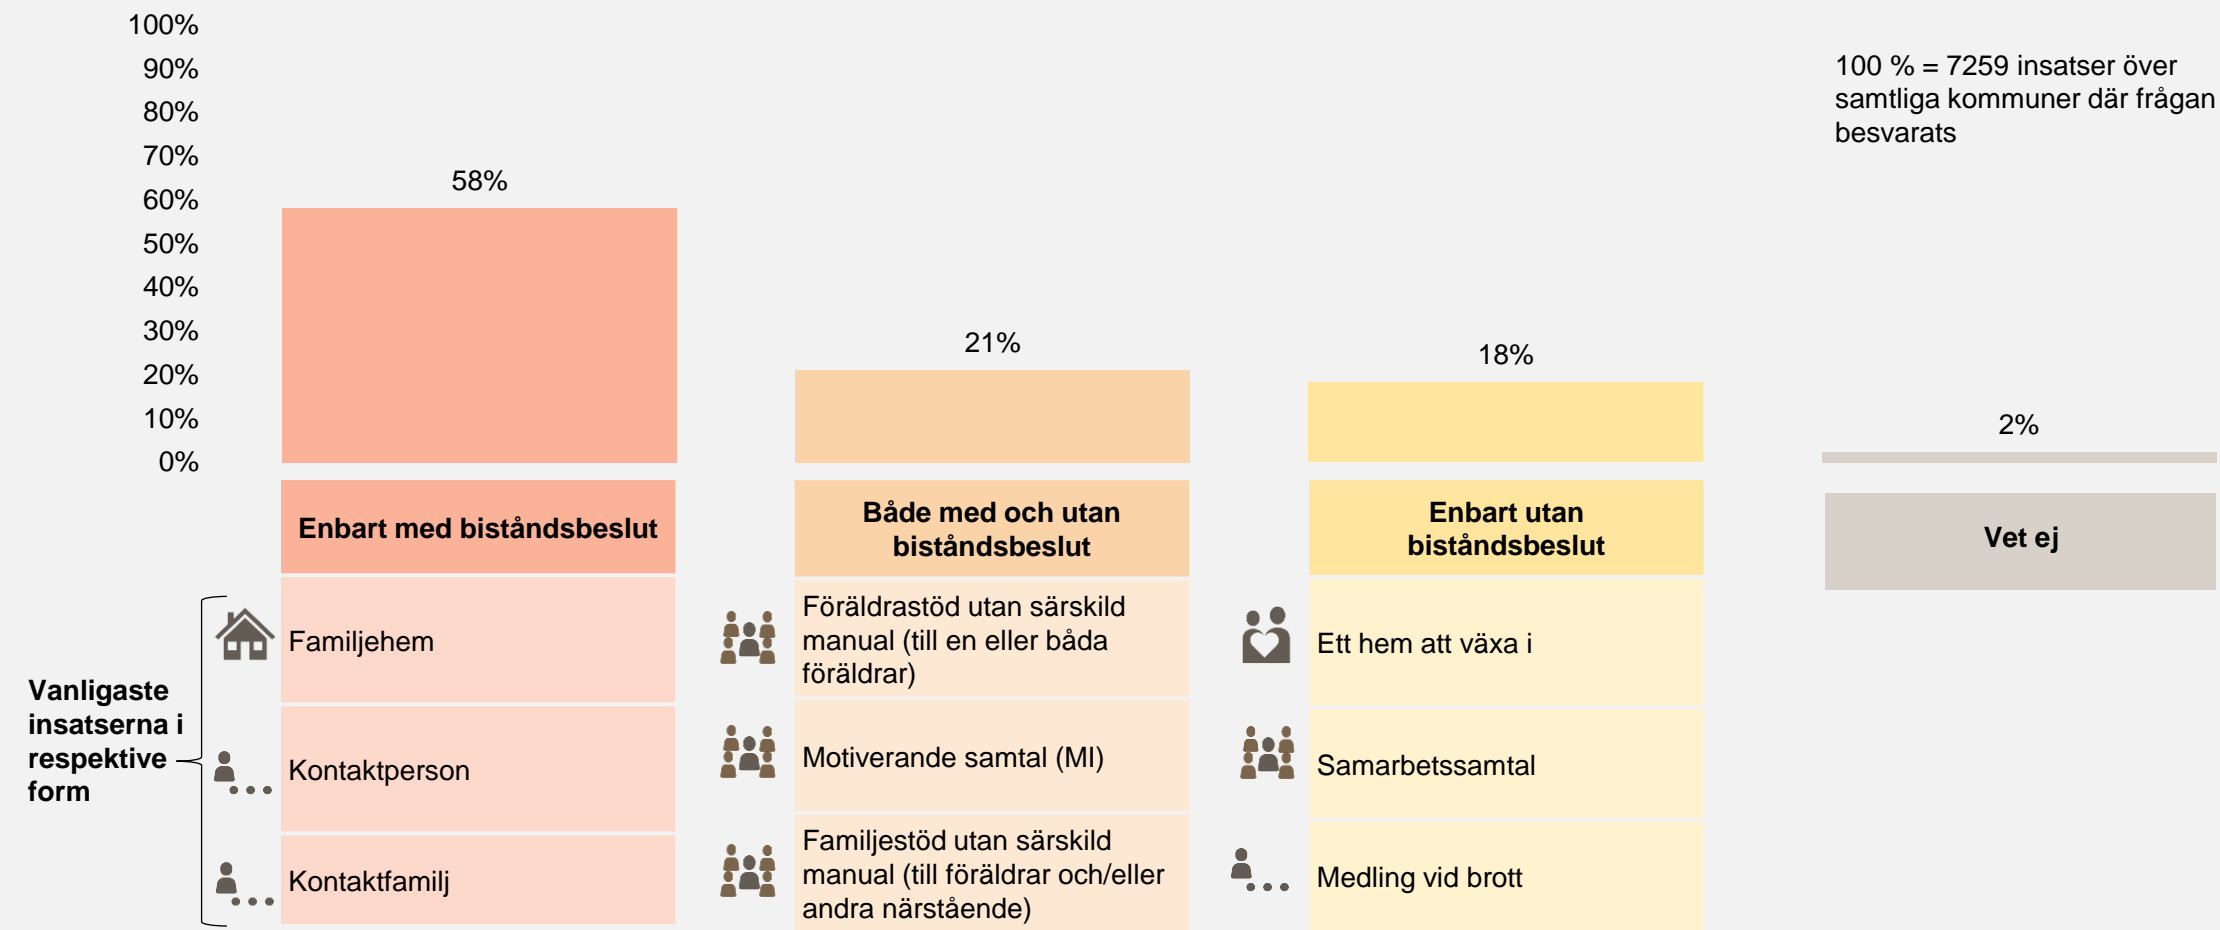 100%
90%
80%
70%
60%
50%
40%
30%
20%
10%
0%
100 % = 7259 insatser över
samtliga kommuner där frågan
besvarats
58%
21%
18%
2%
Enbart med biståndsbeslut
Både med och utan
biståndsbeslut
Enbart utan
biståndsbeslut
Vet ej
Vanligaste
insatserna i
respektive
form
Familjehem
Kontaktperson
Kontaktfamilj
Föräldrastöd utan särskild
manual (till en eller båda
föräldrar)
Motiverande samtal (MI)
Familjestöd utan särskild
manual (till föräldrar och/eller
andra närstående)
Ett hem att växa i
Samarbetssamtal
Medling vid brott